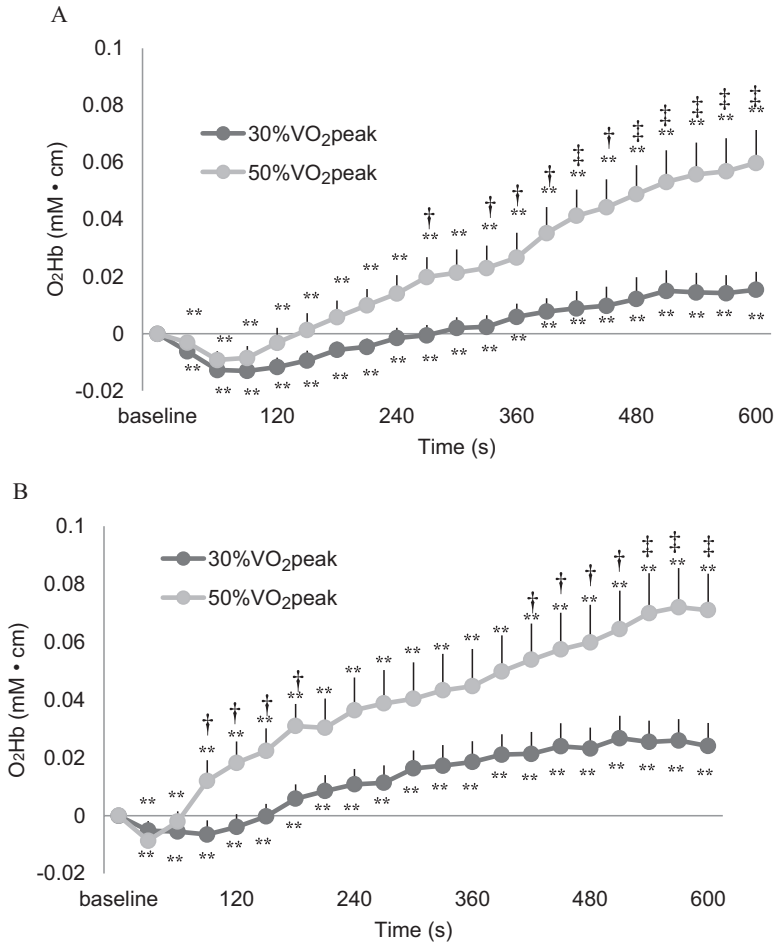 A
0.1
0.08
0.06
0.04
0.02
0
-0.02
O2Hb (mM • cm)
30%VO2peak
50%VO2peak
† † † † ‡ † ‡ ‡ ‡ ‡ ‡
** ** ** ** ** ** ** ** ** ** ** ** ** ** ** ** ** ** ** **
** ** ** ** ** ** ** ** ** ** ** ** ** ** ** ** ** ** ** **
baseline 120 240 360 480 600
Time (s)
B
0.1
0.08
0.06
0.04
0.02
0
-0.02
O2Hb (mM • cm)
30%VO2peak
50%VO2peak
† † † † † † † † ‡ ‡ ‡
** ** ** ** ** ** ** ** ** ** ** ** ** ** ** ** ** ** ** **
** ** ** ** ** ** ** ** ** ** ** ** ** ** ** ** ** ** ** **
baseline 120 240 360 480 600
Time (s)